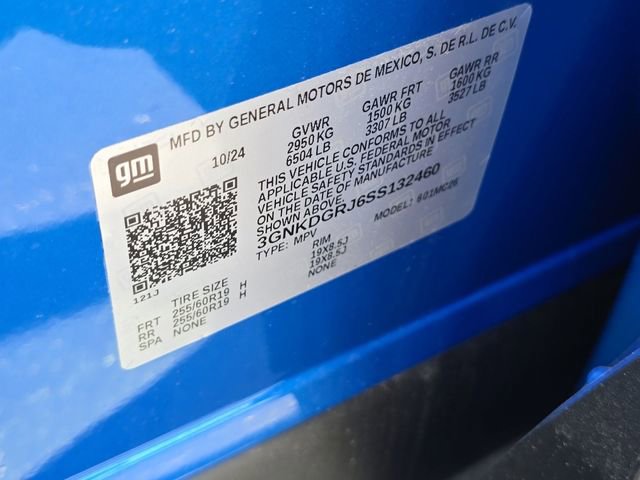 MFD BY GENERAL MOTORS DE MEXICO, S. DE R.L. DE C.V.
gm
10/24
GVWR GAWR FRT GAWR RR
2950 KG 1500 KG 1600 KG
6504 LB 3307 LB 3527 LB
THIS VEHICLE CONFORMS TO ALL
APPLICABLE U.S. FEDERAL MOTOR
VEHICLE SAFETY STANDARDS IN EFFECT
ON THE DATE OF MANUFACTURE
SHOWN ABOVE.
3GNKDGRJ6SS132460
TYPE: MPV MODEL: 601MC26
121J
TIRE SIZE RIM
FRT 255/60R19 H 19X8.5J
RR 255/60R19 H 19X8.5J
SPA NONE NONE